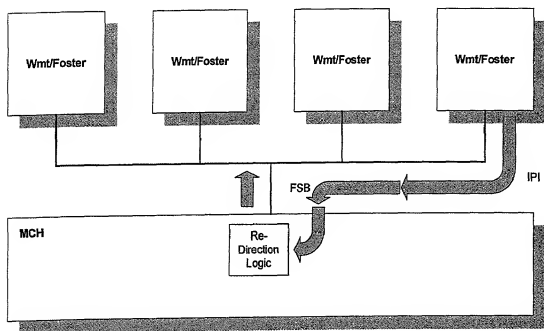 Wmt/Foster
Wmt/Foster
Wmt/Foster
Wmt/Foster
FSB
IPI
MCH
Re-
Direction
Logic